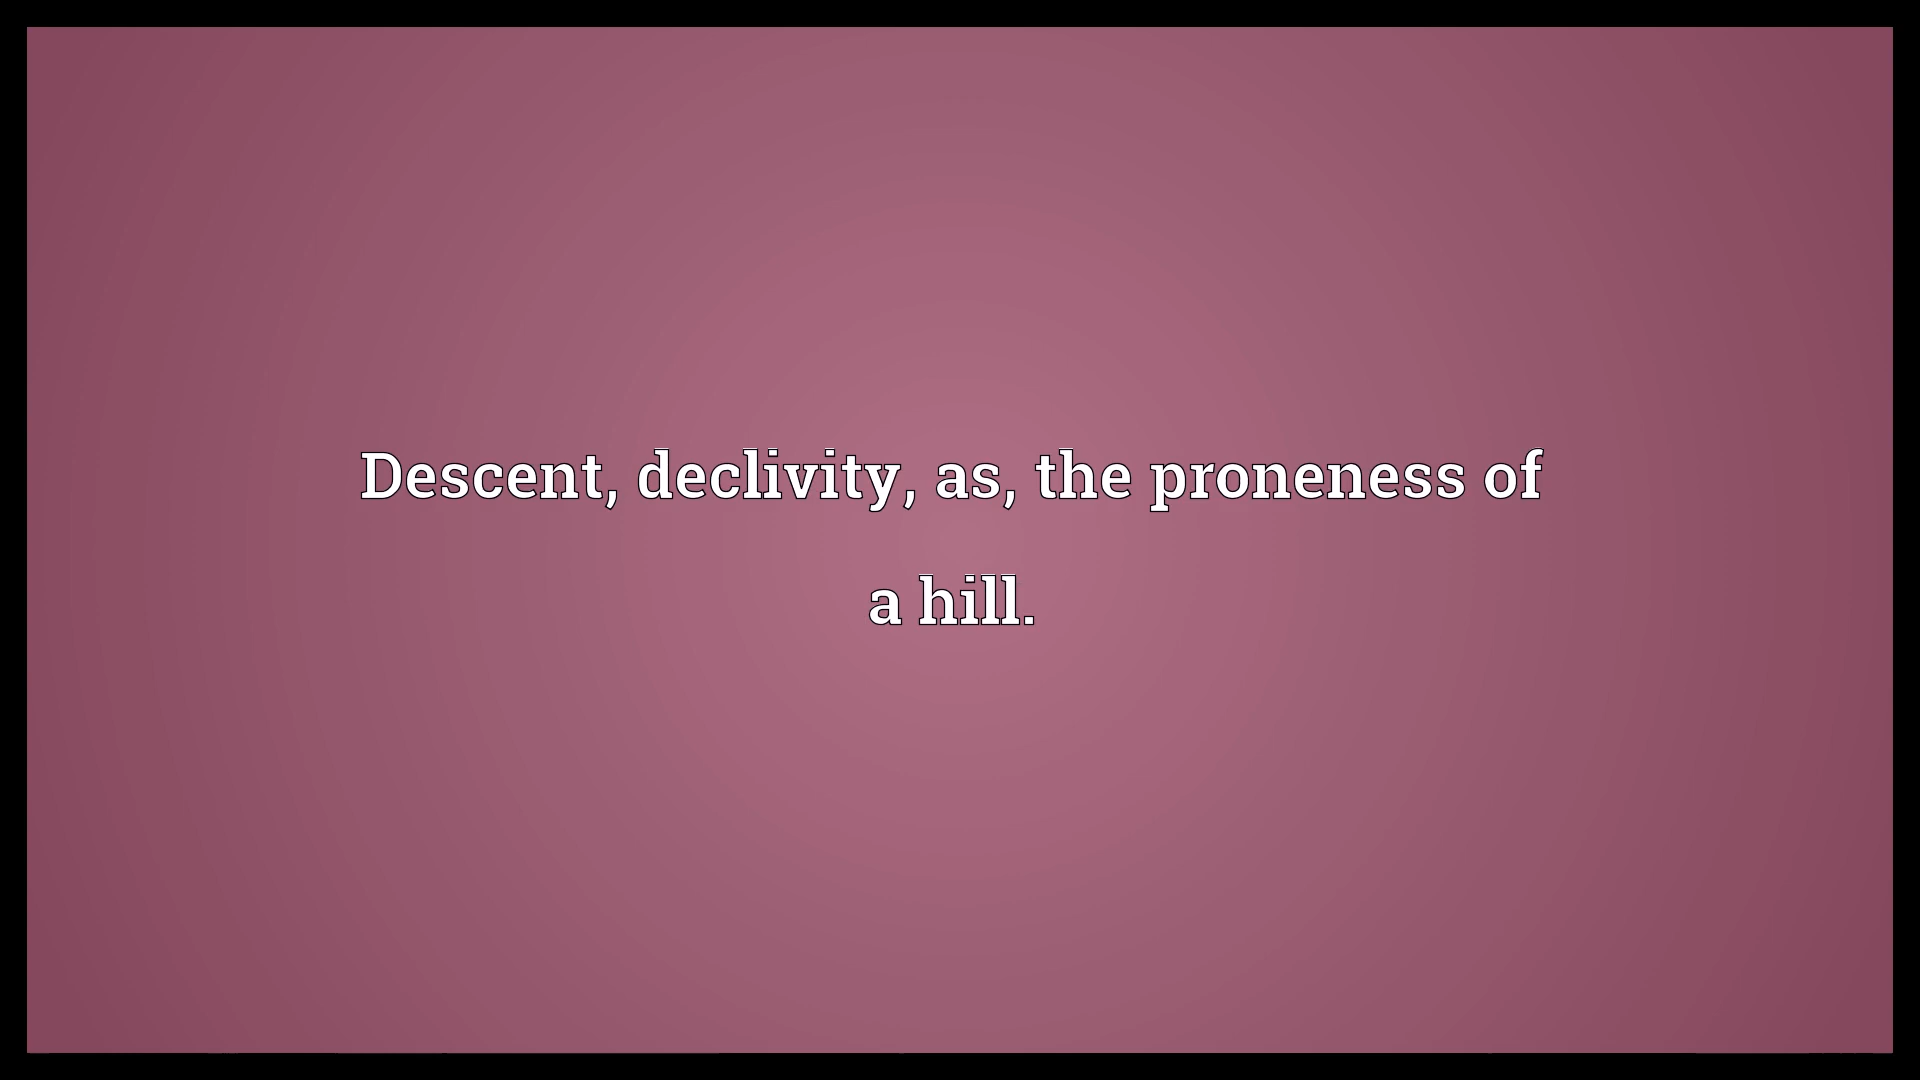 Descent, declivity, as, the proneness of
a hill.